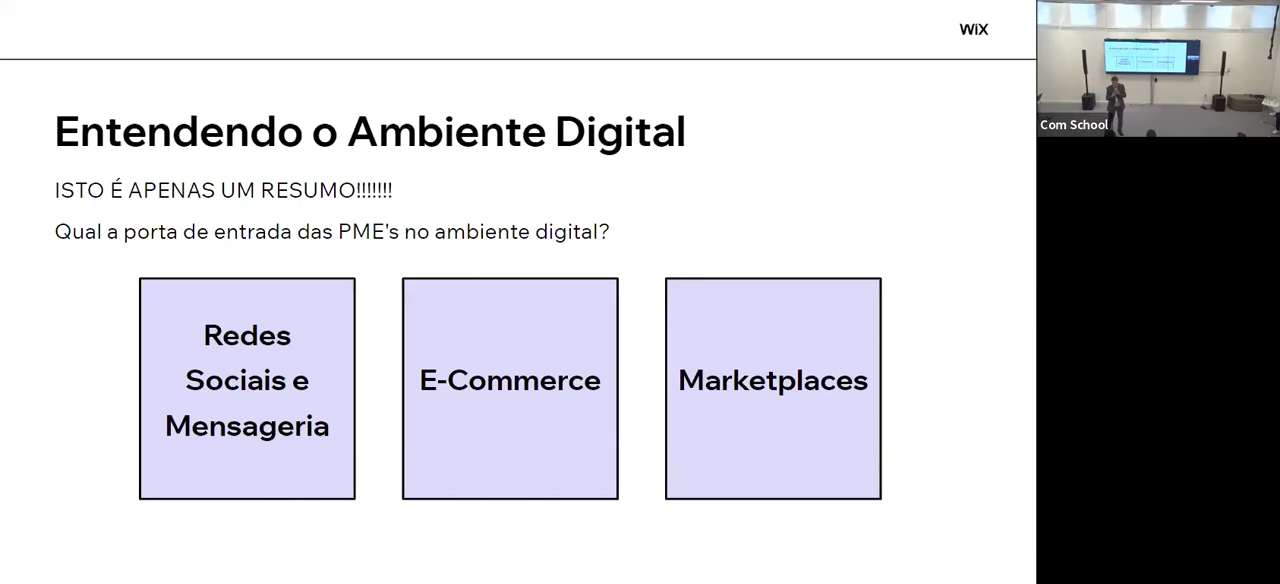 WiX
Entendendo o Ambiente Digital
ISTO É APENAS UM RESUMO!!!!!!!
Qual a porta de entrada das PME's no ambiente digital?
Redes
Sociais e
Mensageria
E-Commerce
Marketplaces
Com School